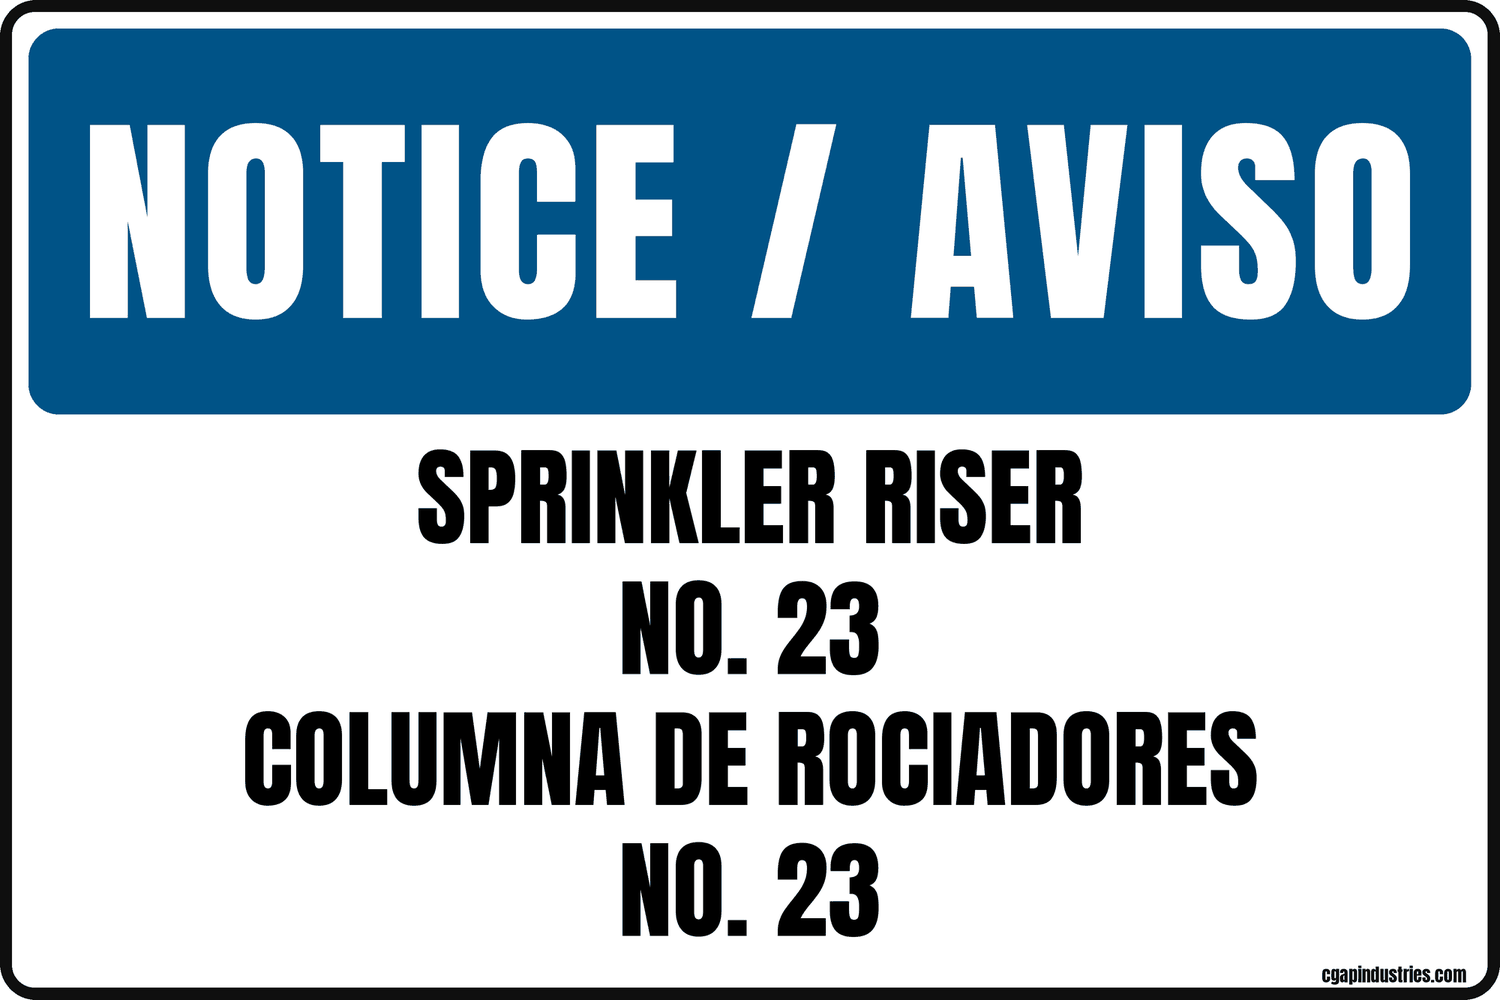 NOTICE / AVISO
SPRINKLER RISER
NO. 23
COLUMNA DE ROCIADORES
NO. 23
cgapindustries.com